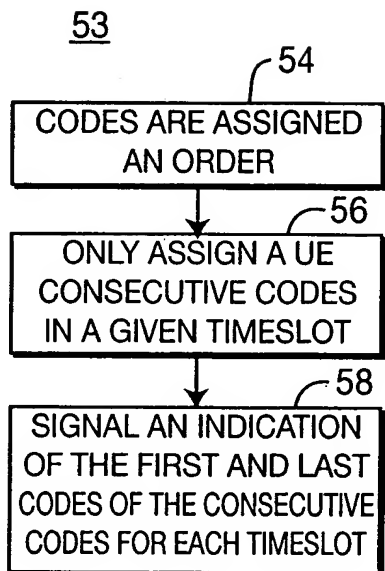 53
54
CODES ARE ASSIGNED
AN ORDER
56
ONLY ASSIGN A UE
CONSECUTIVE CODES
IN A GIVEN TIMESLOT
58
SIGNAL AN INDICATION
OF THE FIRST AND LAST
CODES OF THE CONSECUTIVE
CODES FOR EACH TIMESLOT